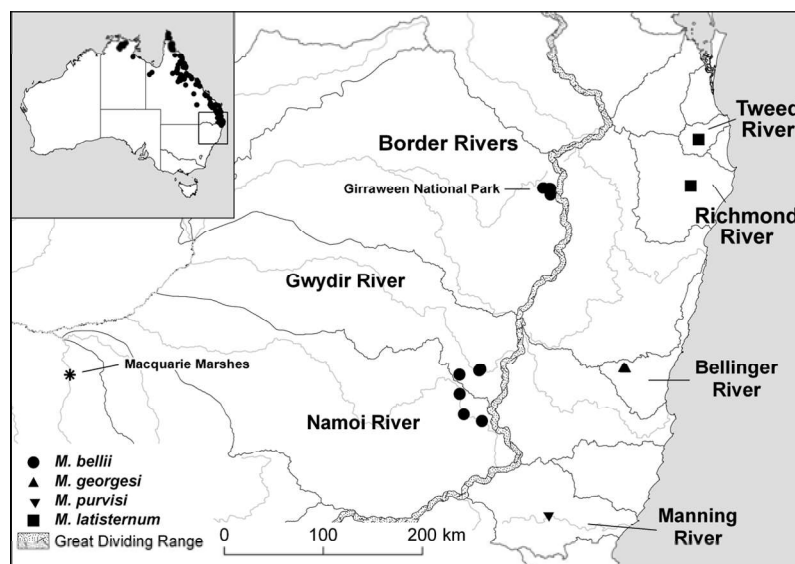 Tweed
River
Border Rivers
Girraween National Park
Richmond
River
Gwydir River
Macquarie Marshes
Bellinger
River
Namoi River
M. bellii
M. georgesi
M. purvisi
M. latisternum
Great Dividing Range
Manning
River
0 100 200 km